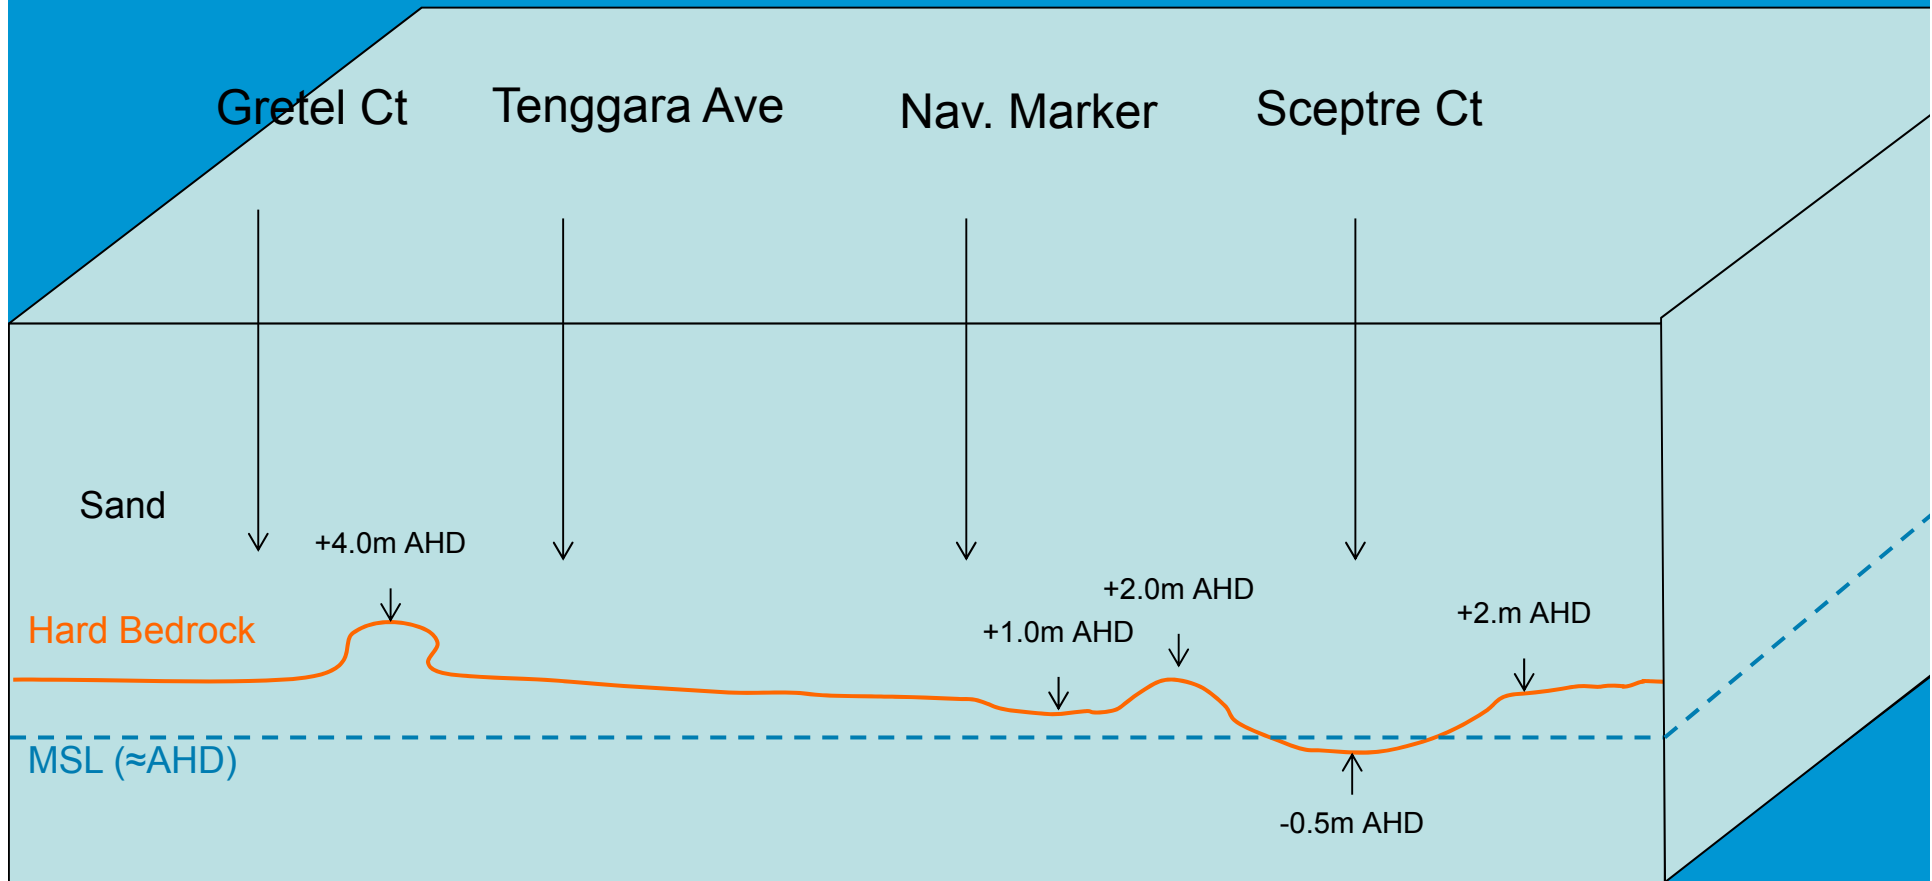 Gretel Ct
Tenggara Ave
Nav. Marker
Sceptre Ct
Sand
+4.0m AHD
+2.0m AHD
+2.m AHD
Hard Bedrock
+1.0m AHD
MSL (≈AHD)
-0.5m AHD